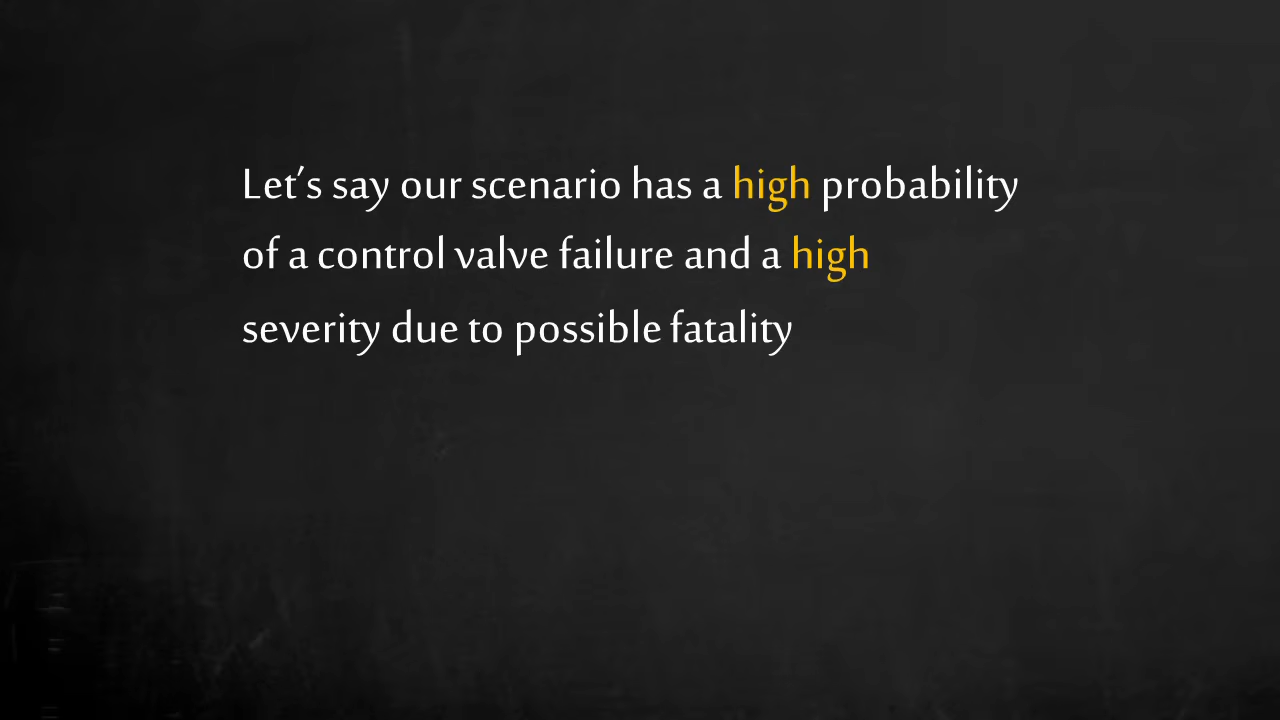 Let’s say our scenario has a high probability
of a control valve failure and a high
severity due to possible fatality